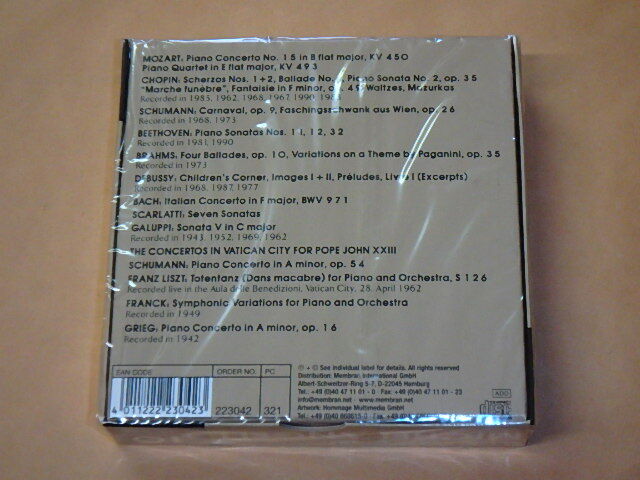 MOZART: Piano Concerto No. 15 in B flat major, KV 450
Piano Quartet in E flat major, KV 493
CHOPIN: Scherzos Nos. 1+2, Ballade No. Piano Sonata No. 2, op. 35
"Marche funèbre", Fantaisie in F minor, op. 49, Waltzes, Mazurkas
Recorded in 1985, 1962, 1968, 1967, 1990,
SCHUMANN: Carnaval, op. 9, Faschingsschwank aus Wien, op. 26
Recorded in 1968, 1973
BEETHOVEN: Piano Sonatas Nos. 11, 12, 32
Recorded in 1981, 1990
BRAHMS: Four Ballades, op. 10, Variations on a Theme by Paganini, op. 35
Recorded in 1973
DEBUSSY: Children's Corner, Images I + II, Préludes, Livre I (Excerpts)
Recorded in 1968, 1987, 1977
BACH: Italian Concerto in F major, BWV 971
SCARLATTI: Seven Sonatas
GALUPPI: Sonata V in C major
Recorded in 1943, 1952, 1969, 1962
THE CONCERTOS IN VATICAN CITY FOR POPE JOHN XXIII
SCHUMANN: Piano Concerto in A minor, op. 54
FRANZ LISZT: Totentanz (Dans macabre) for Piano and Orchestra, S 126
Recorded live in the Aula delle Benedizioni, Vatican City, 28. April 1962
FRANCK: Symphonic Variations for Piano and Orchestra
Recorded in 1949
GRIEG: Piano Concerto in A minor, op. 16
Recorded in 1942
EAN CODE
4 011222 230423
ORDER NO.
223042
PC
321
℗ + © See individual label for details. All rights reserved
Distribution: Membran International GmbH
Albert-Schweitzer-Ring 5-7, D-22045 Hamburg
Tel.: +49 (0)40 47 11 01 - 0 · Fax: +49 (0)40 47 11 01 - 23
info@membran.net · www.membran.net
Artwork: Hommage Multimedia GmbH
ADD
COMPACT disc DIGITAL AUDIO